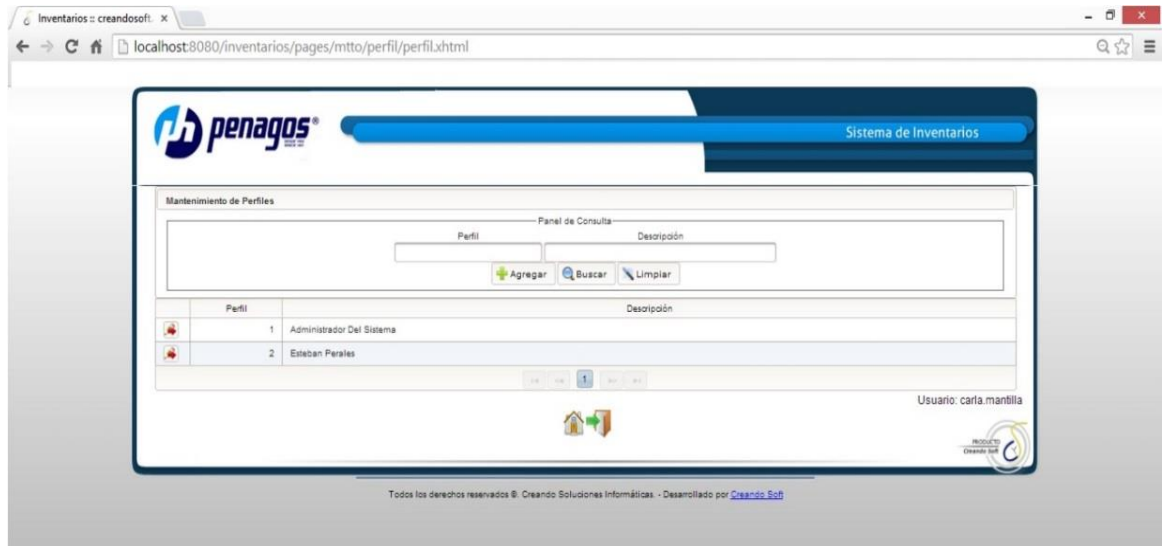 Inventarios :: creandosoft.
localhost:8080/inventarios/pages/mtto/perfil/perfil.xhtml
penagos®
Sistema de Inventarios
Mantenimiento de Perfiles
Panel de Consulta
Perfil Descripción
Agregar Buscar Limpiar
Perfil Descripción
1 Administrador Del Sistema
2 Esteban Perales
1
Usuario: carla.mantilla
PRODUCTO
Creando Soft
Todos los derechos reservados ©. Creando Soluciones Informáticas. - Desarrollado por Creando Soft